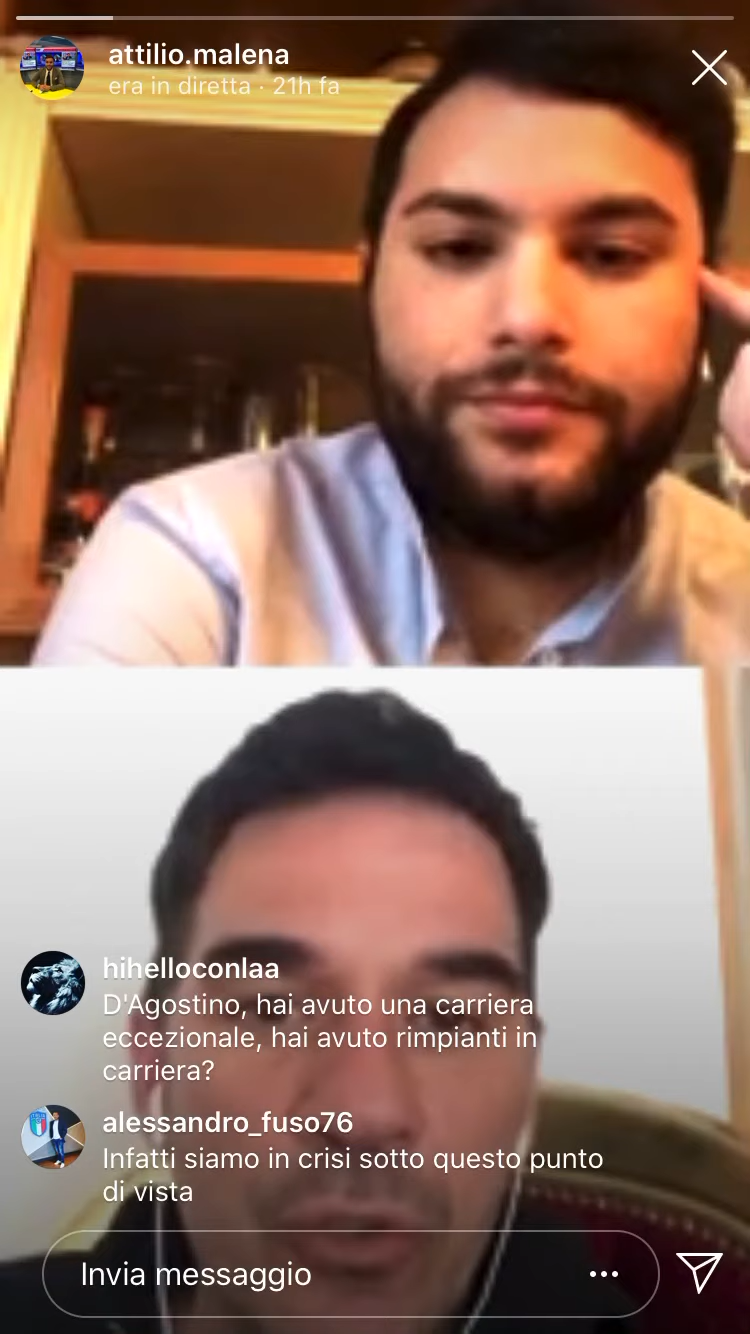 attilio.malena
era in diretta · 21h fa
hihelloconlaa
D'Agostino, hai avuto una carriera
eccezionale, hai avuto rimpianti in
carriera?
alessandro_fuso76
Infatti siamo in crisi sotto questo punto
di vista
Invia messaggio